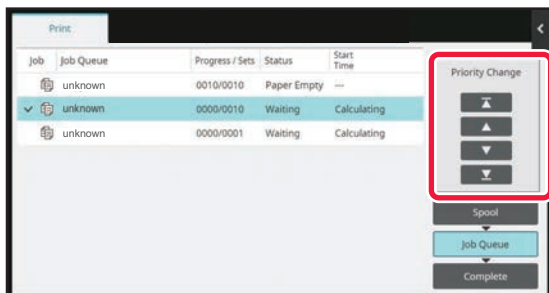 Print
Job Job Queue Progress / Sets Status Start Time
unknown 0010/0010 Paper Empty ---
unknown 0000/0010 Waiting Calculating
unknown 0000/0001 Waiting Calculating
Priority Change
Spool
Job Queue
Complete